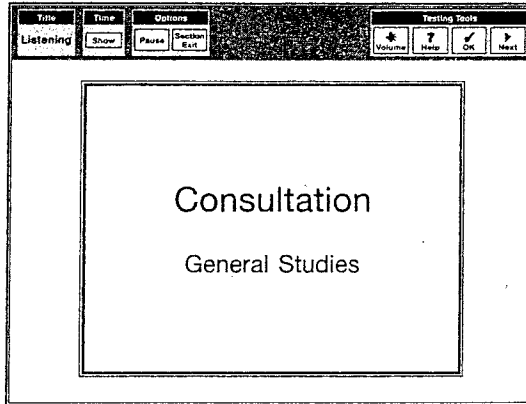 Title Time Options Testing Tools
Listening Show Pause Section Exit Volume ? Help OK Next
Consultation
General Studies